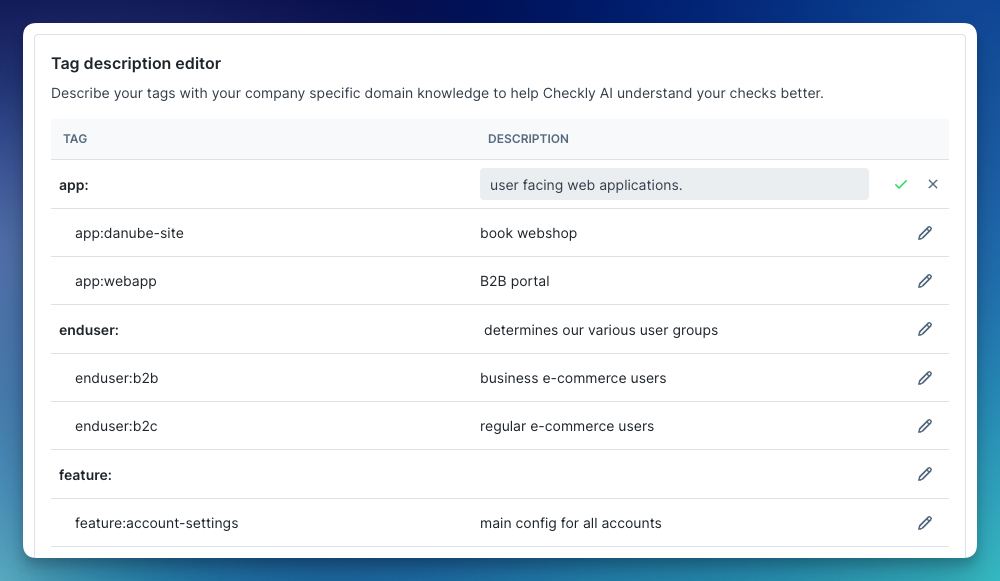 Tag description editor
Describe your tags with your company specific domain knowledge to help Checkly AI understand your checks better.
TAG DESCRIPTION
app: user facing web applications.
app:danube-site book webshop
app:webapp B2B portal
enduser: determines our various user groups
enduser:b2b business e-commerce users
enduser:b2c regular e-commerce users
feature:
feature:account-settings main config for all accounts